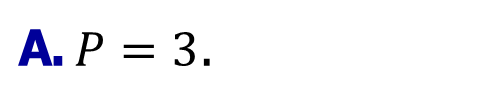 A. P = 3.